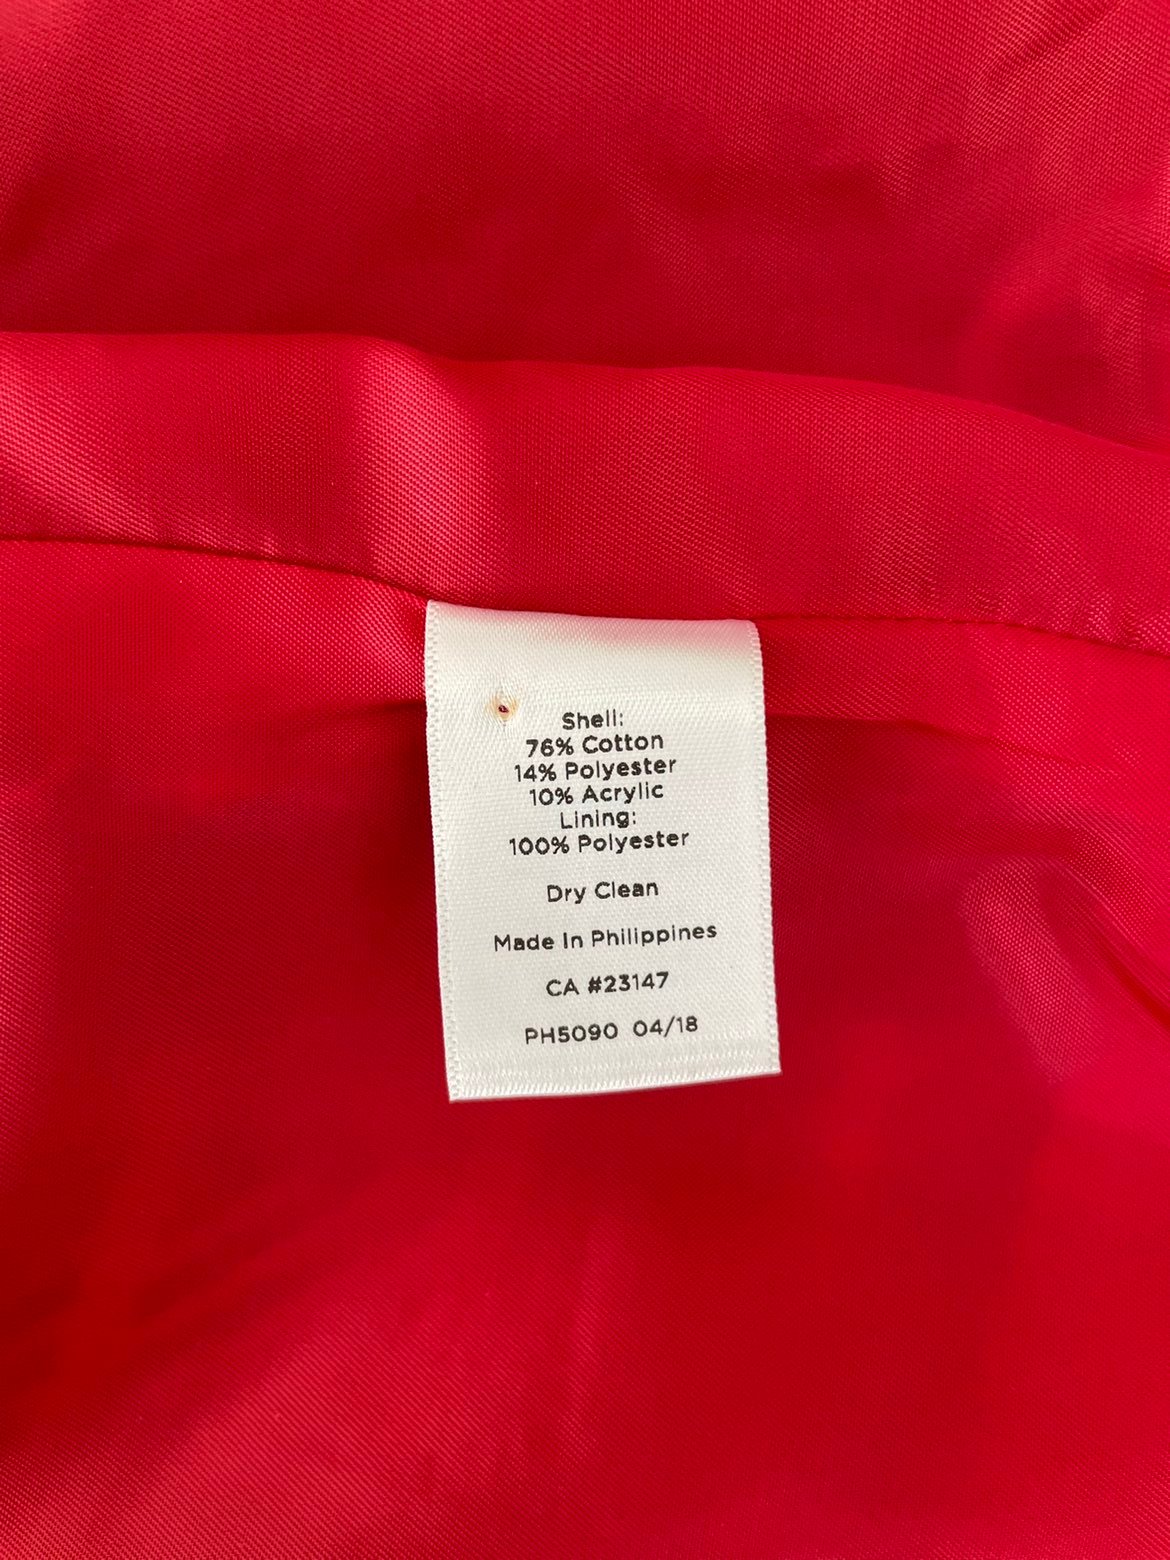 Shell:
76% Cotton
14% Polyester
10% Acrylic
Lining:
100% Polyester
Dry Clean
Made In Philippines
CA #23147
PH5090 04/18